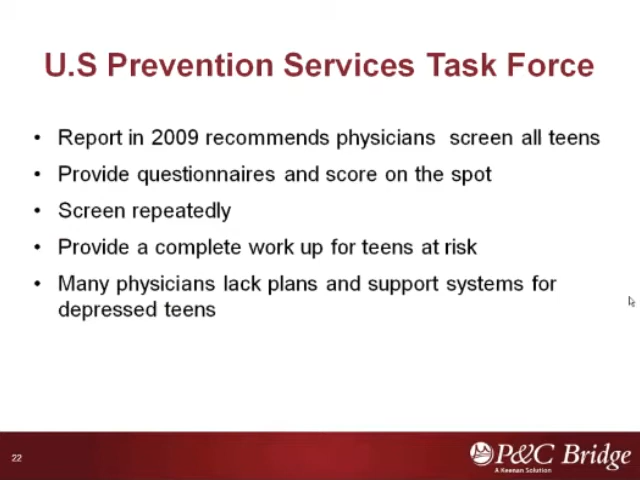 U.S Prevention Services Task Force
• Report in 2009 recommends physicians screen all teens
• Provide questionnaires and score on the spot
• Screen repeatedly
• Provide a complete work up for teens at risk
• Many physicians lack plans and support systems for
depressed teens
22
P&C Bridge
A Keenan Solution